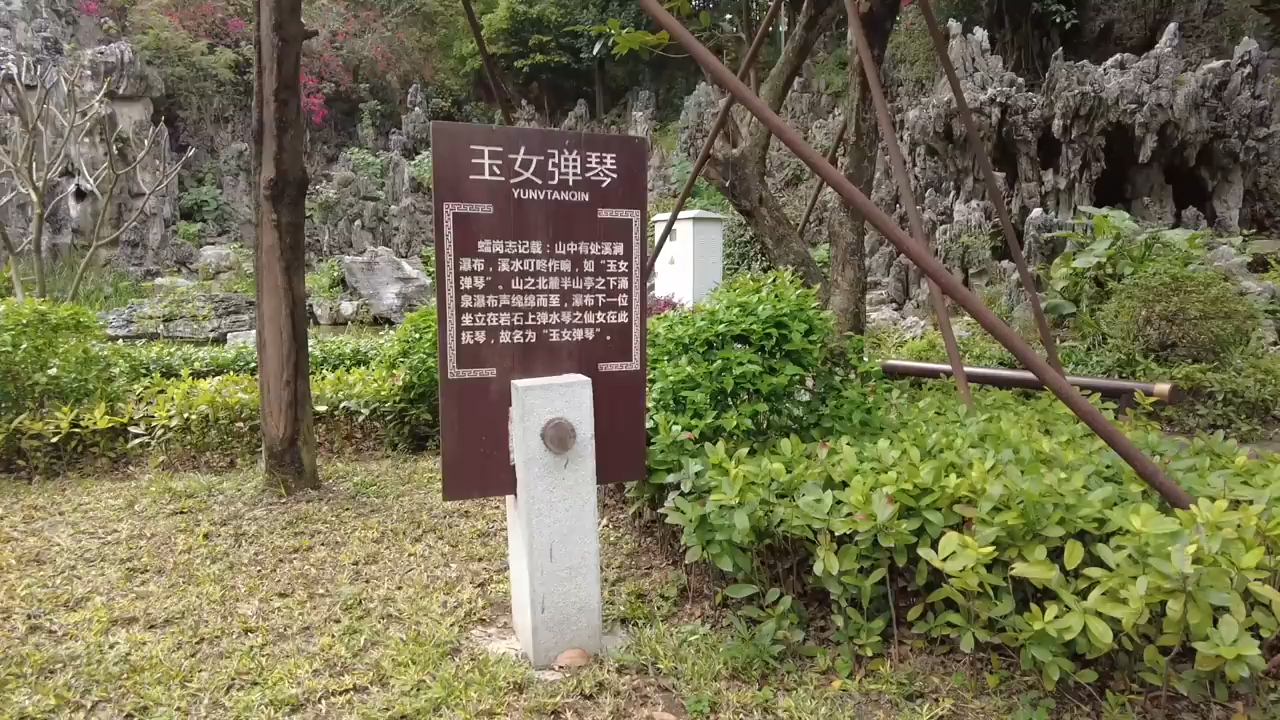 玉女弹琴
YUNVTANQIN
蠕岗志记载：山中有处溪涧
瀑布，溪水叮咚作响，如“玉女
弹琴”。山之北麓半山亭之下涌
泉瀑布声绵绵而至，瀑布下一位
坐立在岩石上弹水琴之仙女在此
抚琴，故名为“玉女弹琴”。